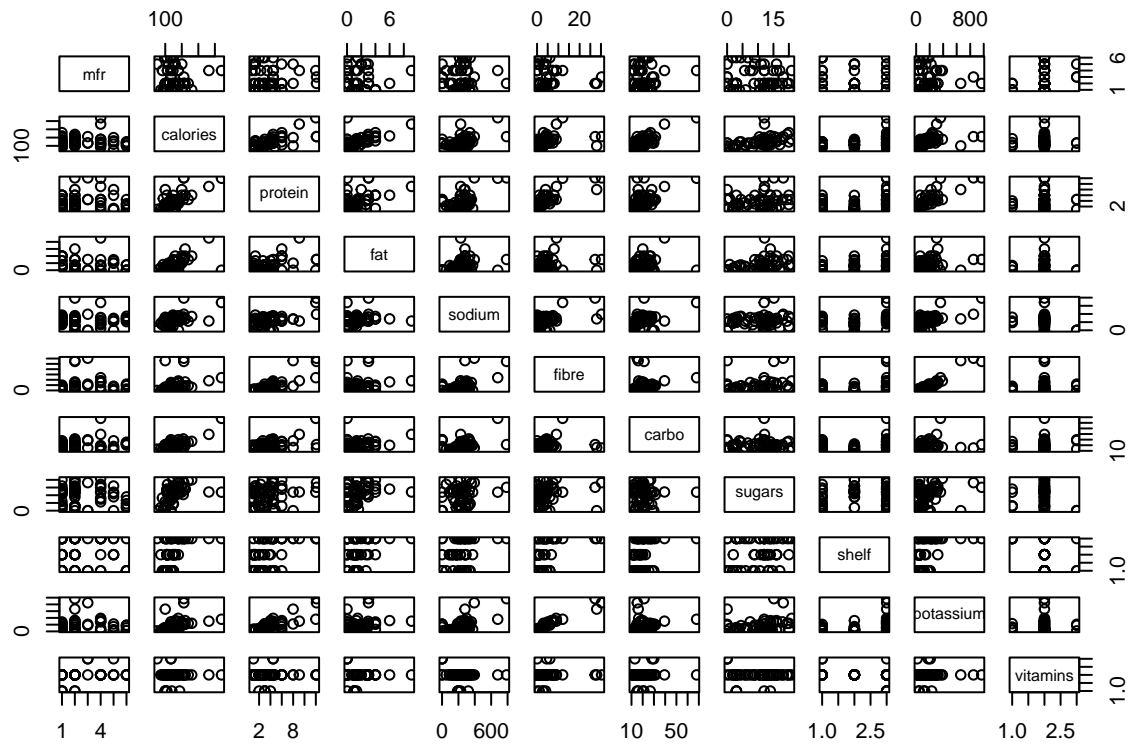 100 0 6 0 20 0 15 0 800
mfr 1 6
100 calories
protein 2
0 fat
sodium 0
0 fibre
carbo 10
0 sugars
shelf 1.0
0 potassium
vitamins 1.0
1 4 2 8 0 600 10 50 1.0 2.5 1.0 2.5